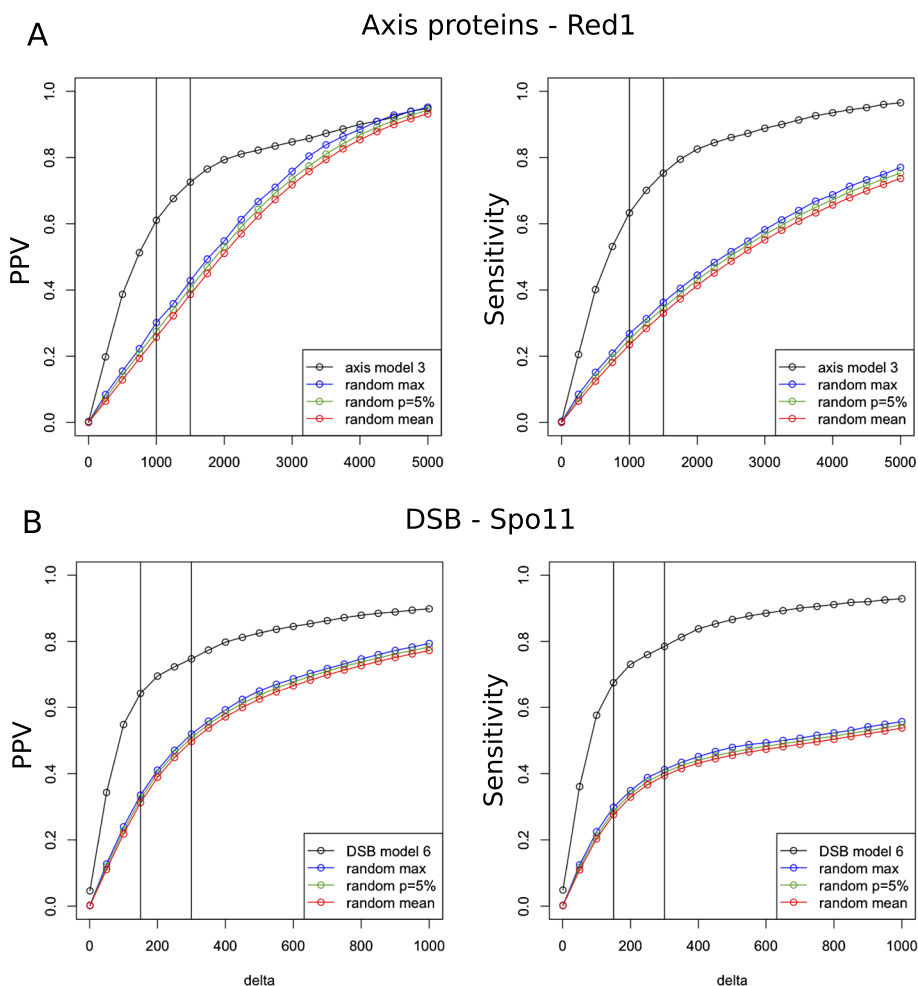 A
Axis proteins - Red1
PPV
0.0 0.2 0.4 0.6 0.8 1.0
0 1000 2000 3000 4000 5000
axis model 3
random max
random p=5%
random mean
Sensitivity
0.0 0.2 0.4 0.6 0.8 1.0
0 1000 2000 3000 4000 5000
axis model 3
random max
random p=5%
random mean
B
DSB - Spo11
PPV
0.0 0.2 0.4 0.6 0.8 1.0
0 200 400 600 800 1000
delta
DSB model 6
random max
random p=5%
random mean
Sensitivity
0.0 0.2 0.4 0.6 0.8 1.0
0 200 400 600 800 1000
delta
DSB model 6
random max
random p=5%
random mean